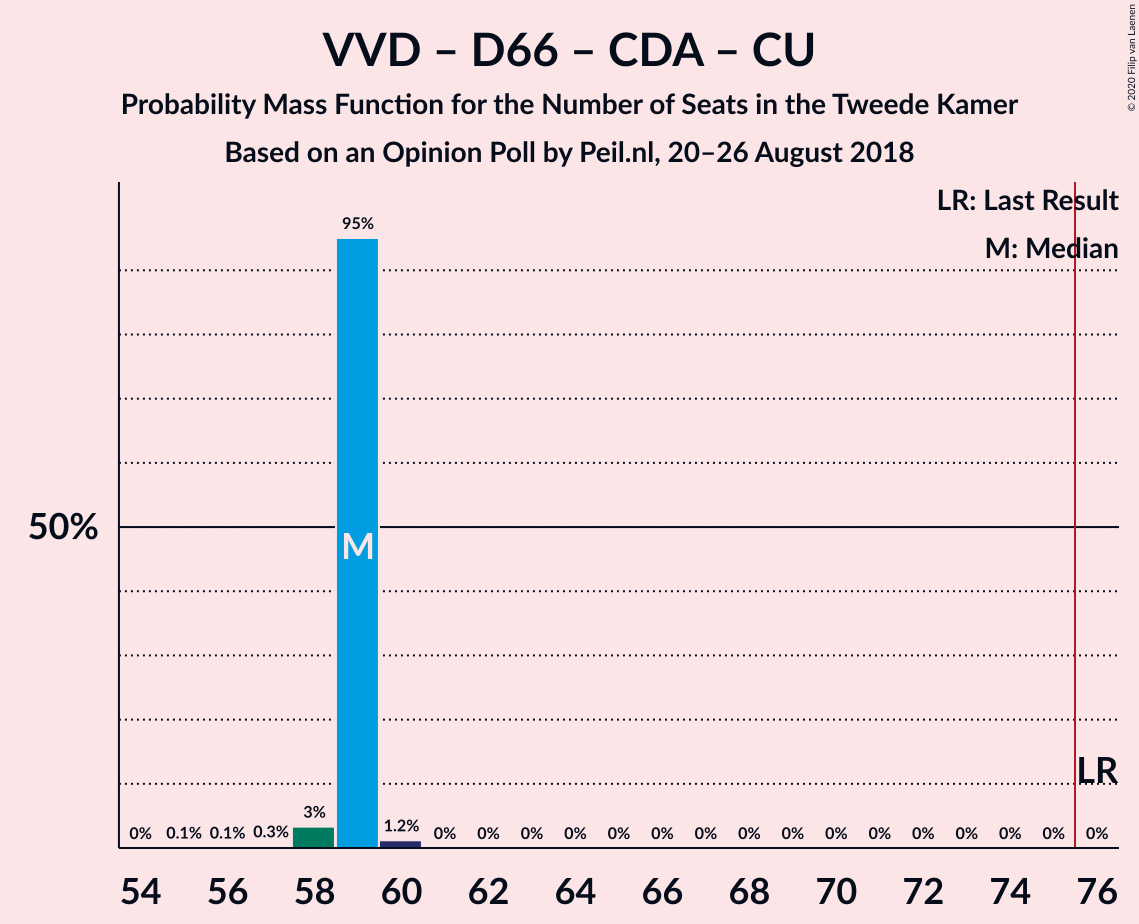 VVD – D66 – CDA – CU
Probability Mass Function for the Number of Seats in the Tweede Kamer
Based on an Opinion Poll by Peil.nl, 20–26 August 2018
© 2020 Filip van Laenen
LR: Last Result
M: Median
95%
50%
M
LR
0% 0.1% 0.1% 0.3% 3% 1.2% 0% 0% 0% 0% 0% 0% 0% 0% 0% 0% 0% 0% 0% 0% 0% 0%
54 56 58 60 62 64 66 68 70 72 74 76